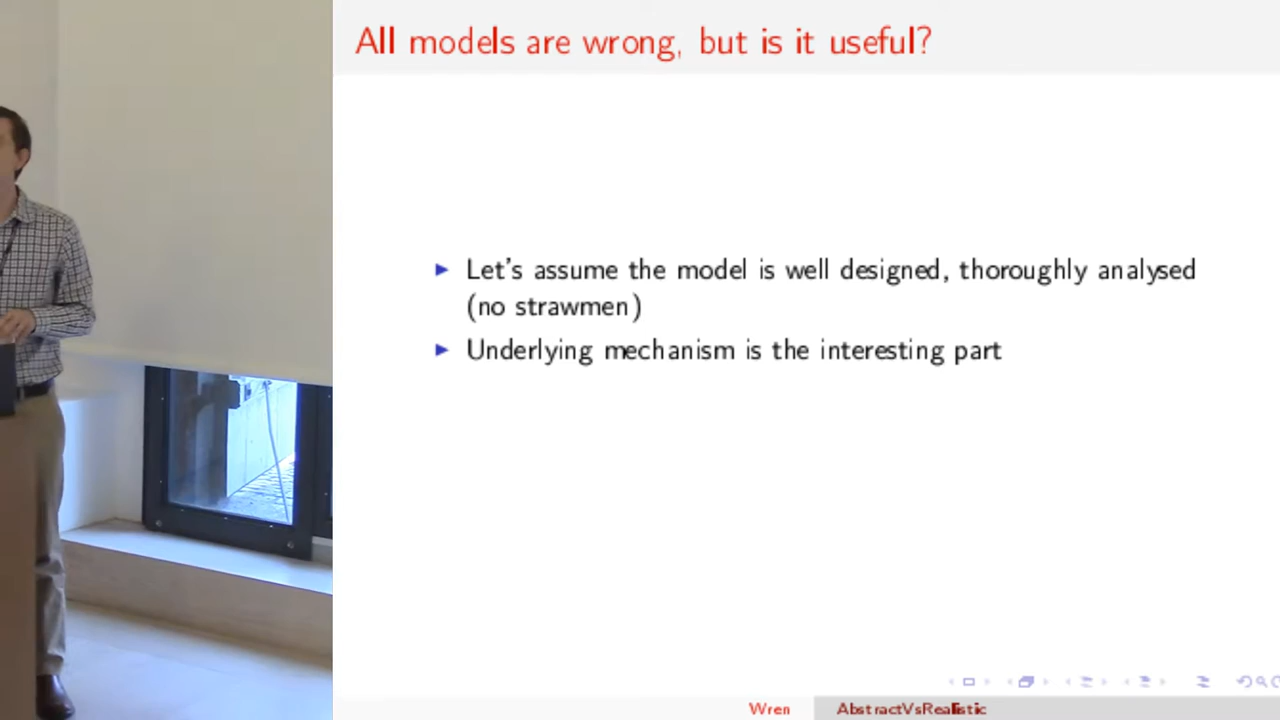 All models are wrong, but is it useful?
Let's assume the model is well designed, thoroughly analysed
(no strawmen)
Underlying mechanism is the interesting part
Wren
AbstractVsRealistic